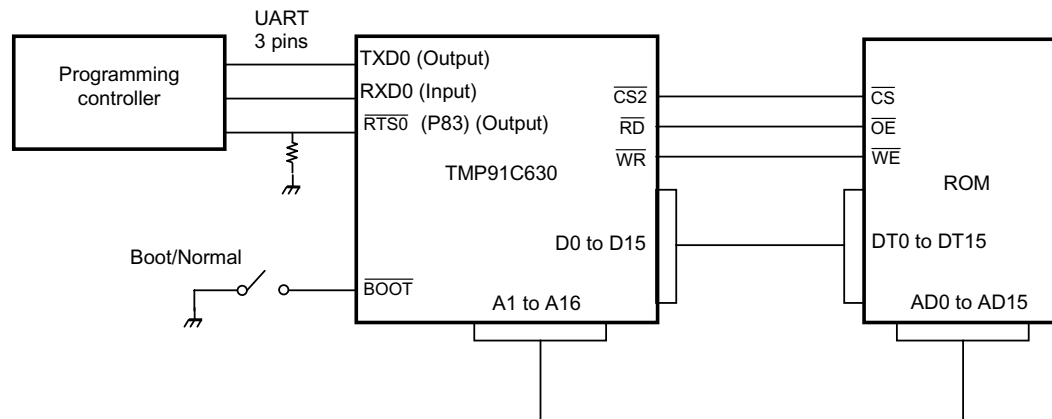 UART
3 pins
Programming
controller
TXD0 (Output)
RXD0 (Input)
RTS0 (P83) (Output)
TMP91C630
BOOT
CS2
RD
WR
D0 to D15
A1 to A16
CS
OE
WE
ROM
DT0 to DT15
AD0 to AD15
Boot/Normal